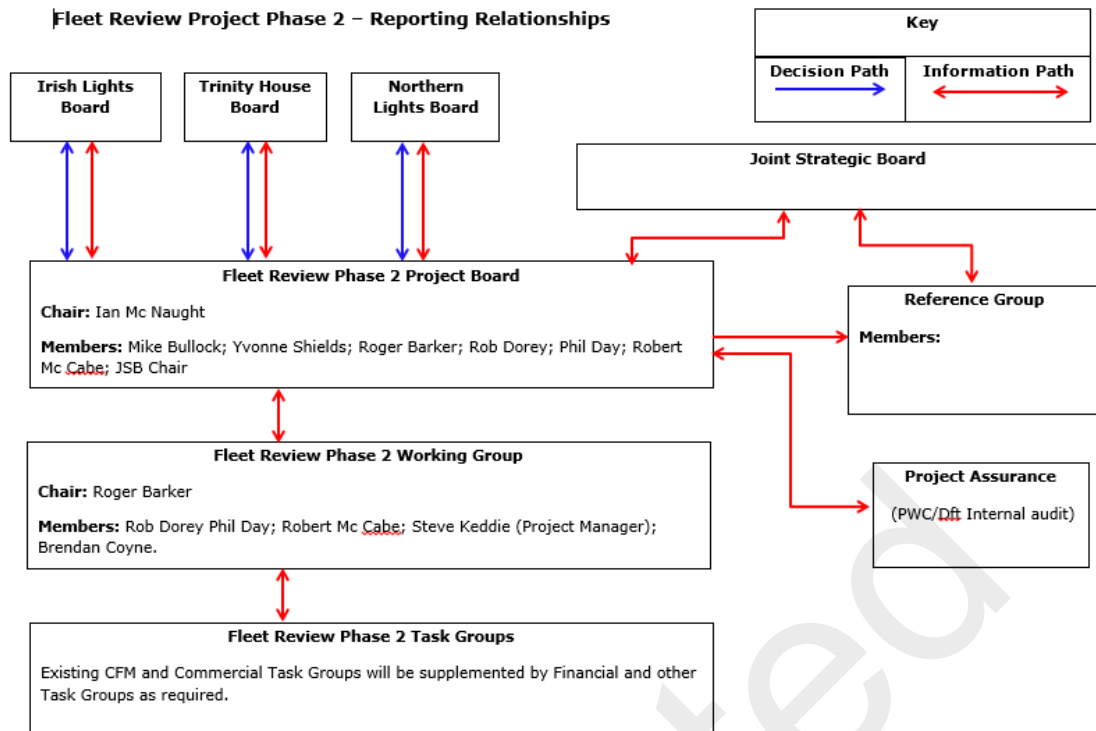 Fleet Review Project Phase 2 – Reporting Relationships
Key
Decision Path
Information Path
Irish Lights
Board
Trinity House
Board
Northern
Lights Board
Joint Strategic Board
Fleet Review Phase 2 Project Board
Chair: Ian Mc Naught
Members: Mike Bullock; Yvonne Shields; Roger Barker; Rob Dorey; Phil Day; Robert
Mc Cabe; JSB Chair
Reference Group
Members:
Fleet Review Phase 2 Working Group
Chair: Roger Barker
Members: Rob Dorey Phil Day; Robert Mc Cabe; Steve Keddie (Project Manager);
Brendan Coyne.
Project Assurance
(PWC/Dft Internal audit)
Fleet Review Phase 2 Task Groups
Existing CFM and Commercial Task Groups will be supplemented by Financial and other
Task Groups as required.
ted